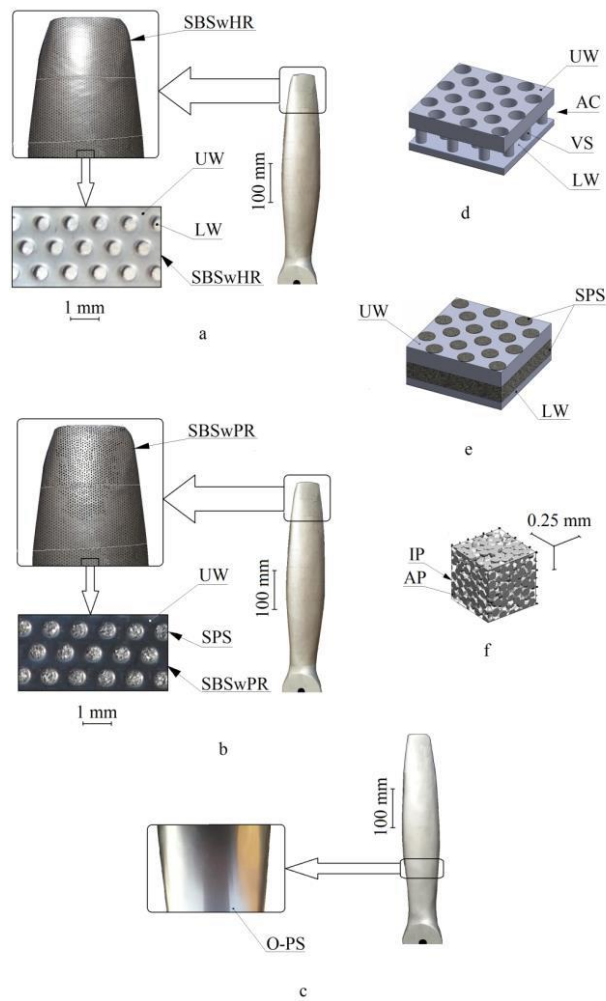 SBSwHR
100 mm
UW
LW
SBSwHR
1 mm
a
UW
AC
VS
LW
d
SPS
UW
LW
e
SBSwPR
100 mm
UW
SPS
SBSwPR
1 mm
b
0.25 mm
IP
AP
f
100 mm
O-PS
c